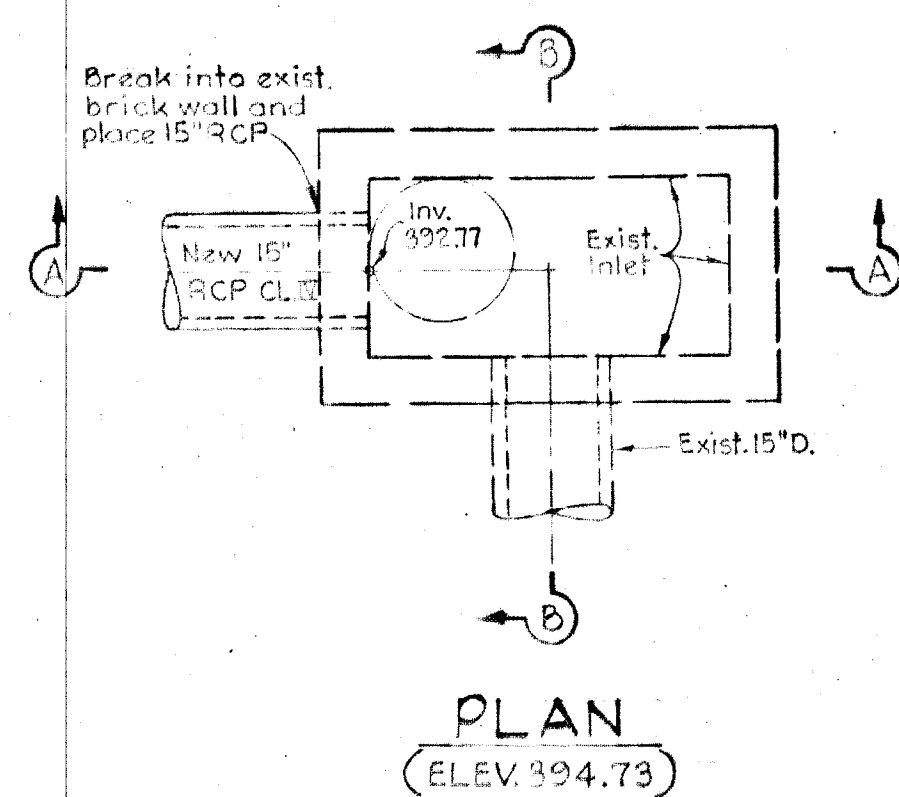 B
Break into exist.
brick wall and
place 15" RCP
Inv.
392.77
Exist.
Inlet
A
New 15"
RCP CL. IV
A
Exist. 15" D.
B
PLAN
(ELEV. 394.73)